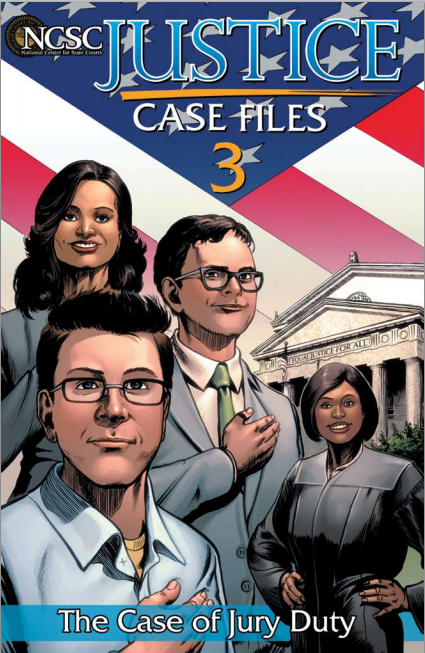 NCSC
National Center for State Courts
JUSTICE
CASE FILES
3
EQUAL JUSTICE FOR ALL
The Case of Jury Duty